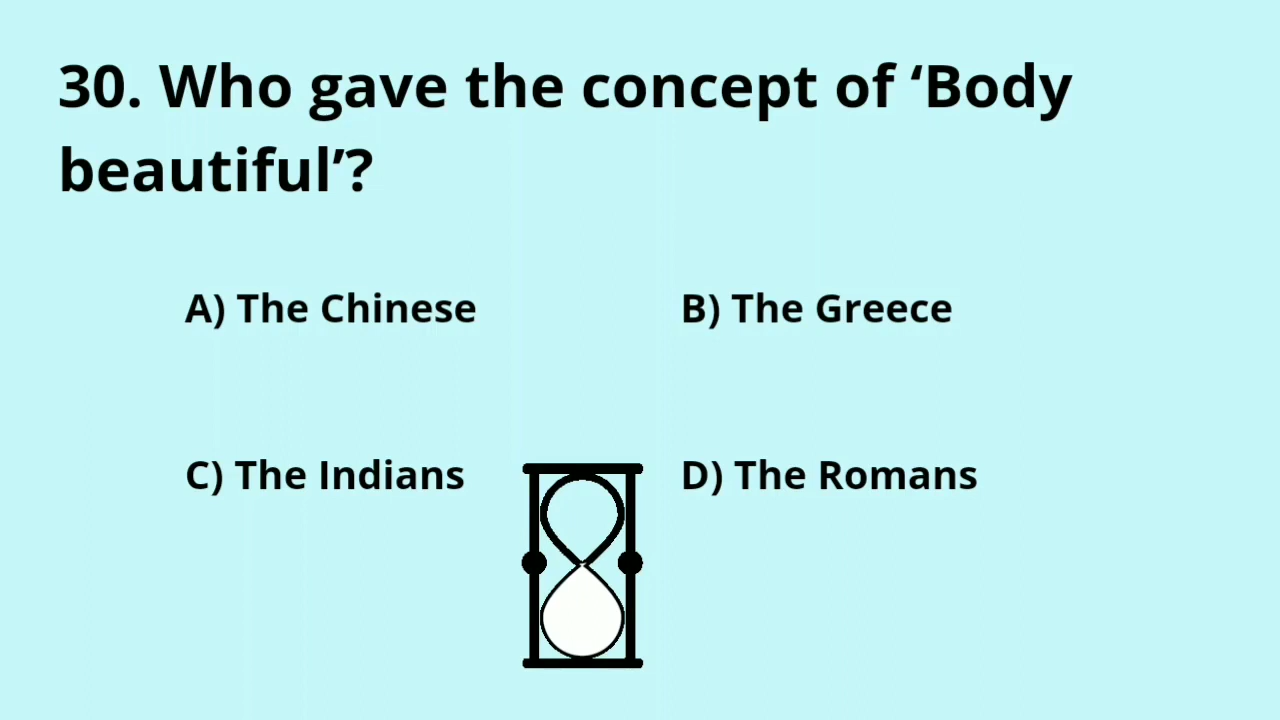 30. Who gave the concept of ‘Body
beautiful’?
A) The Chinese
B) The Greece
C) The Indians
D) The Romans